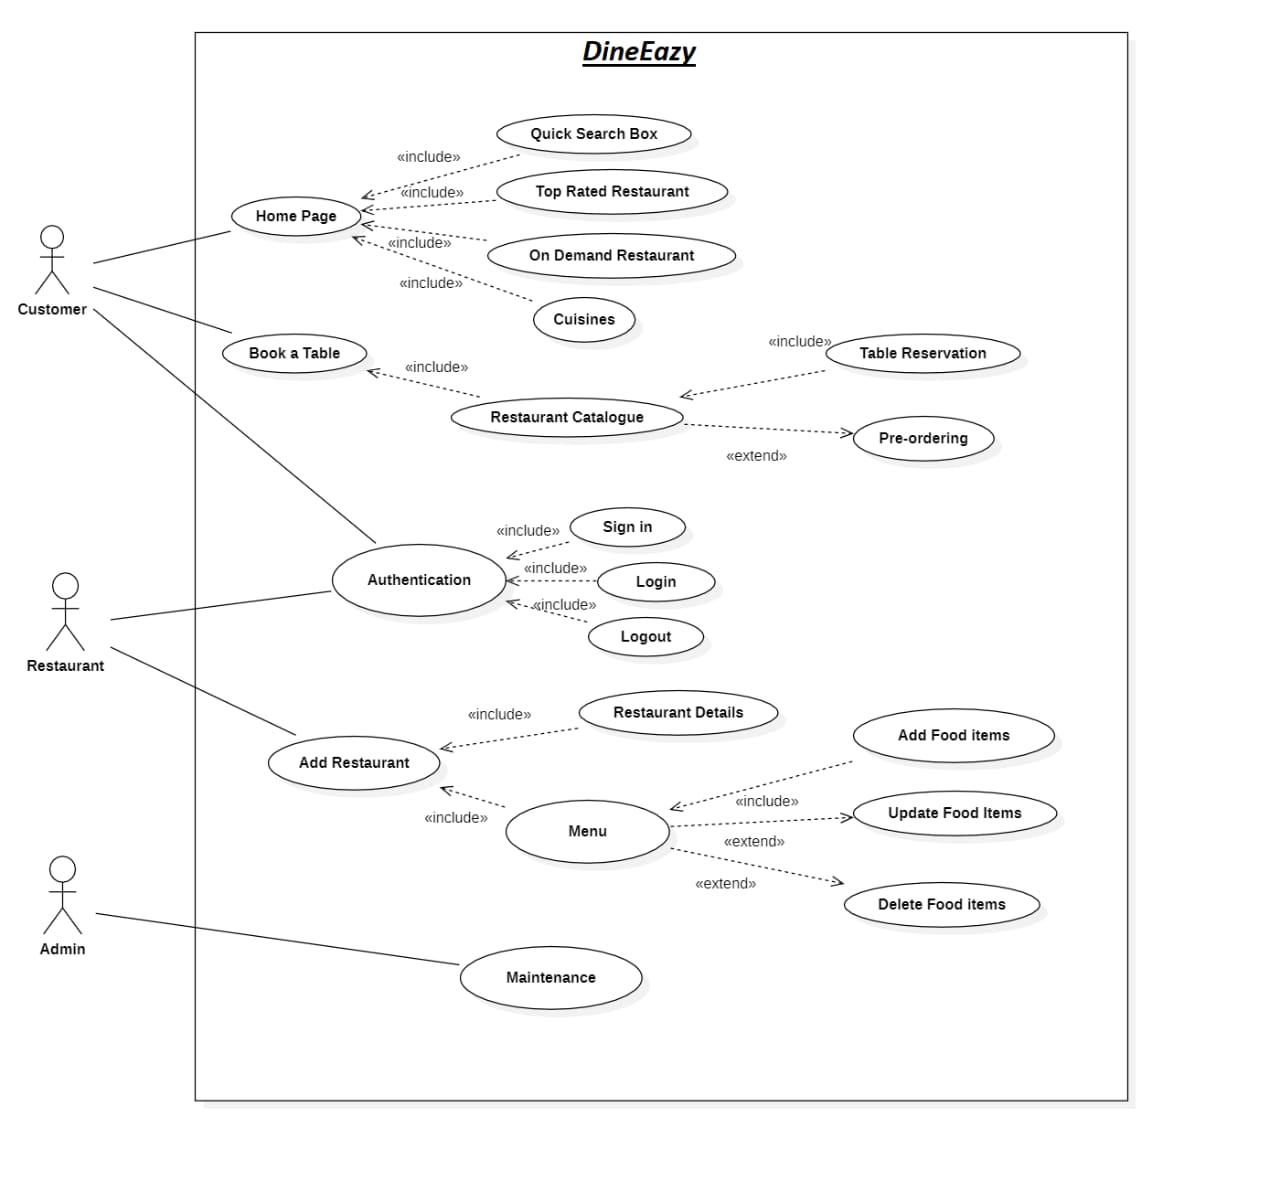 DineEazy
Quick Search Box
«include»
Top Rated Restaurant
«include»
Home Page
«include»
On Demand Restaurant
«include»
Cuisines
Customer
Book a Table
«include»
«include»
Table Reservation
Restaurant Catalogue
Pre-ordering
«extend»
«include»
Sign in
Authentication
«include»
Login
«include»
Logout
Restaurant
«include»
Restaurant Details
Add Restaurant
Add Food items
«include»
«include»
Menu
Update Food Items
«extend»
«extend»
Delete Food items
Admin
Maintenance